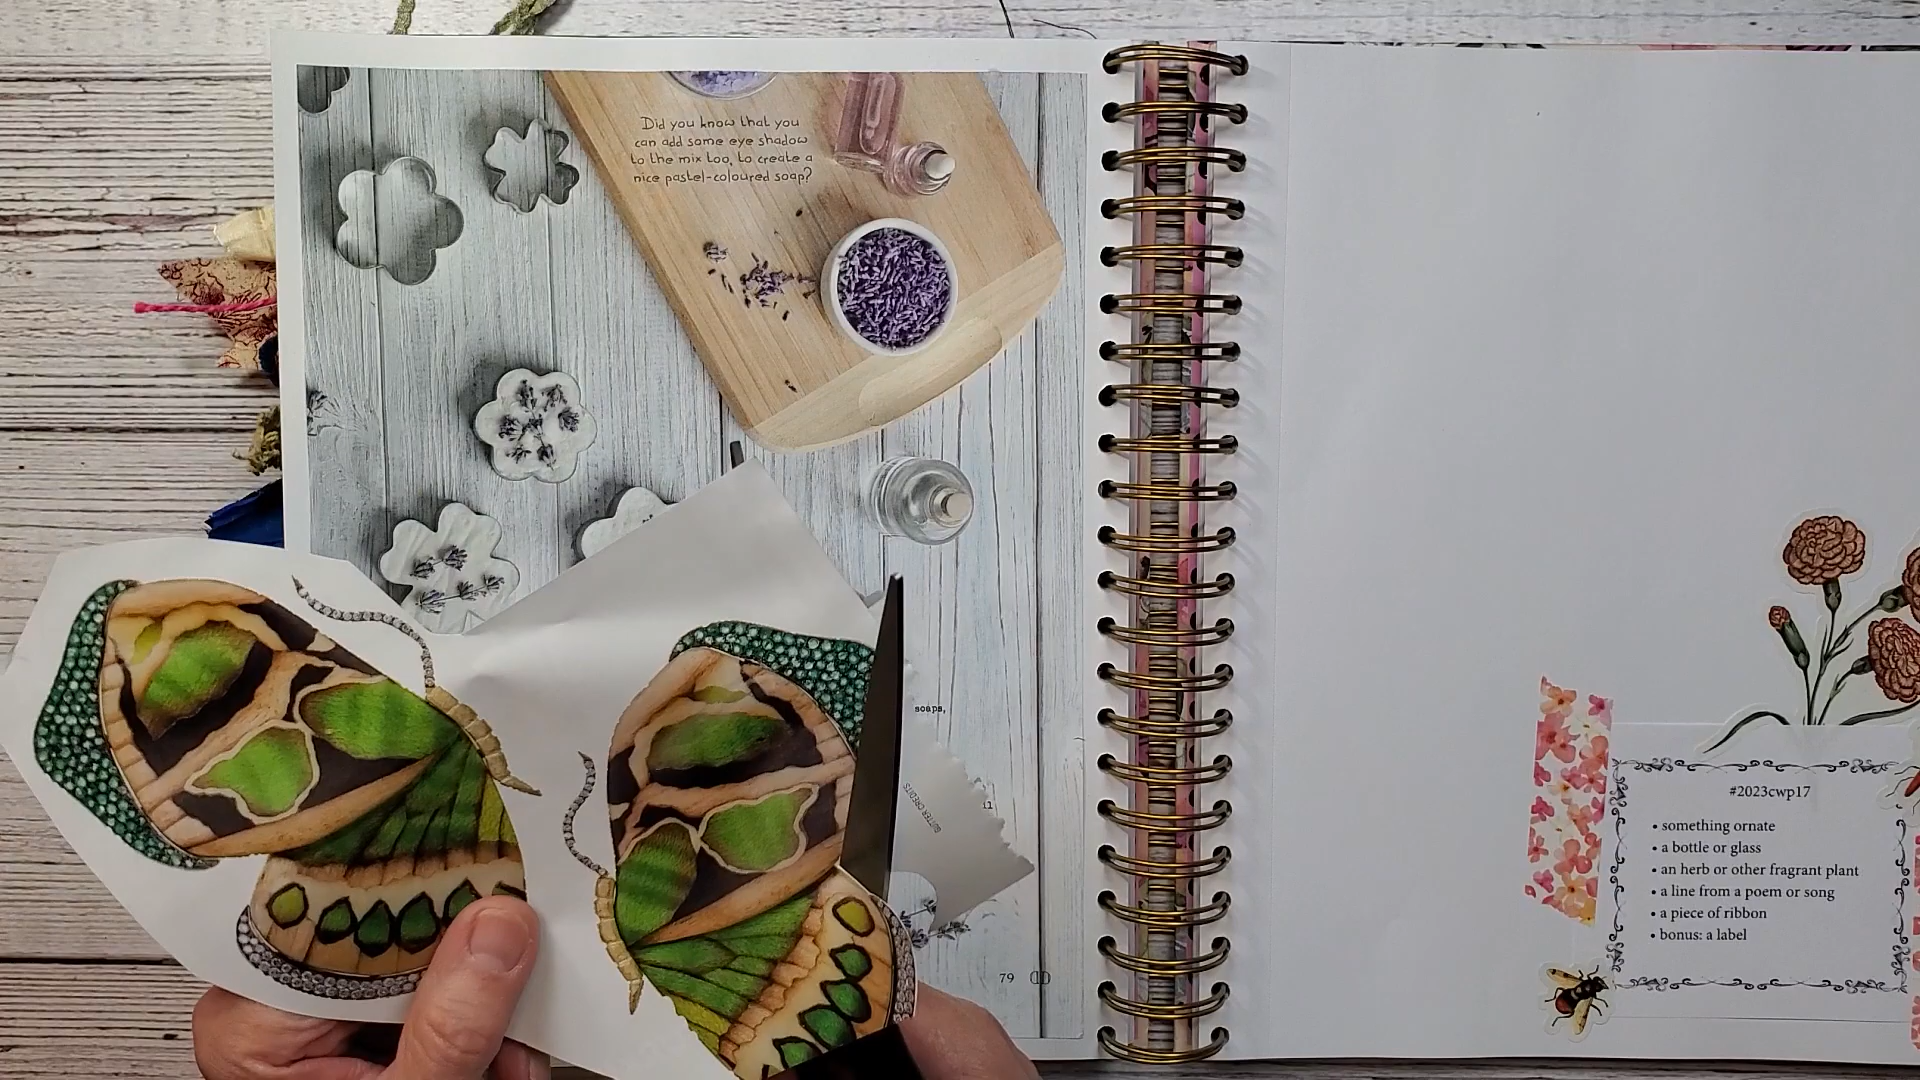 Did you know that you
can add some eye shadow
to the mix too, to create a
nice pastel-coloured soap?
soaps,
BUTTER CREDITS
79
#2023cwp17
• something ornate
• a bottle or glass
• an herb or other fragrant plant
• a line from a poem or song
• a piece of ribbon
• bonus: a label